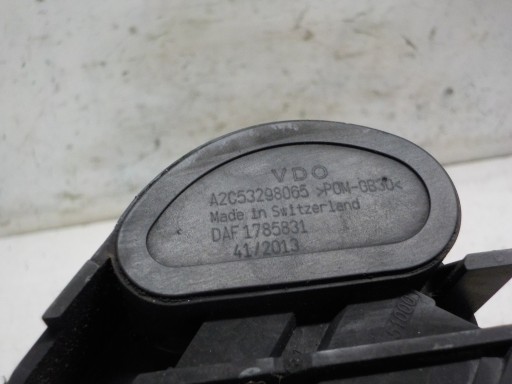 VDO
A2C53298065 >POM-GB30<
Made in Switzerland
DAF 1785831
41/2013